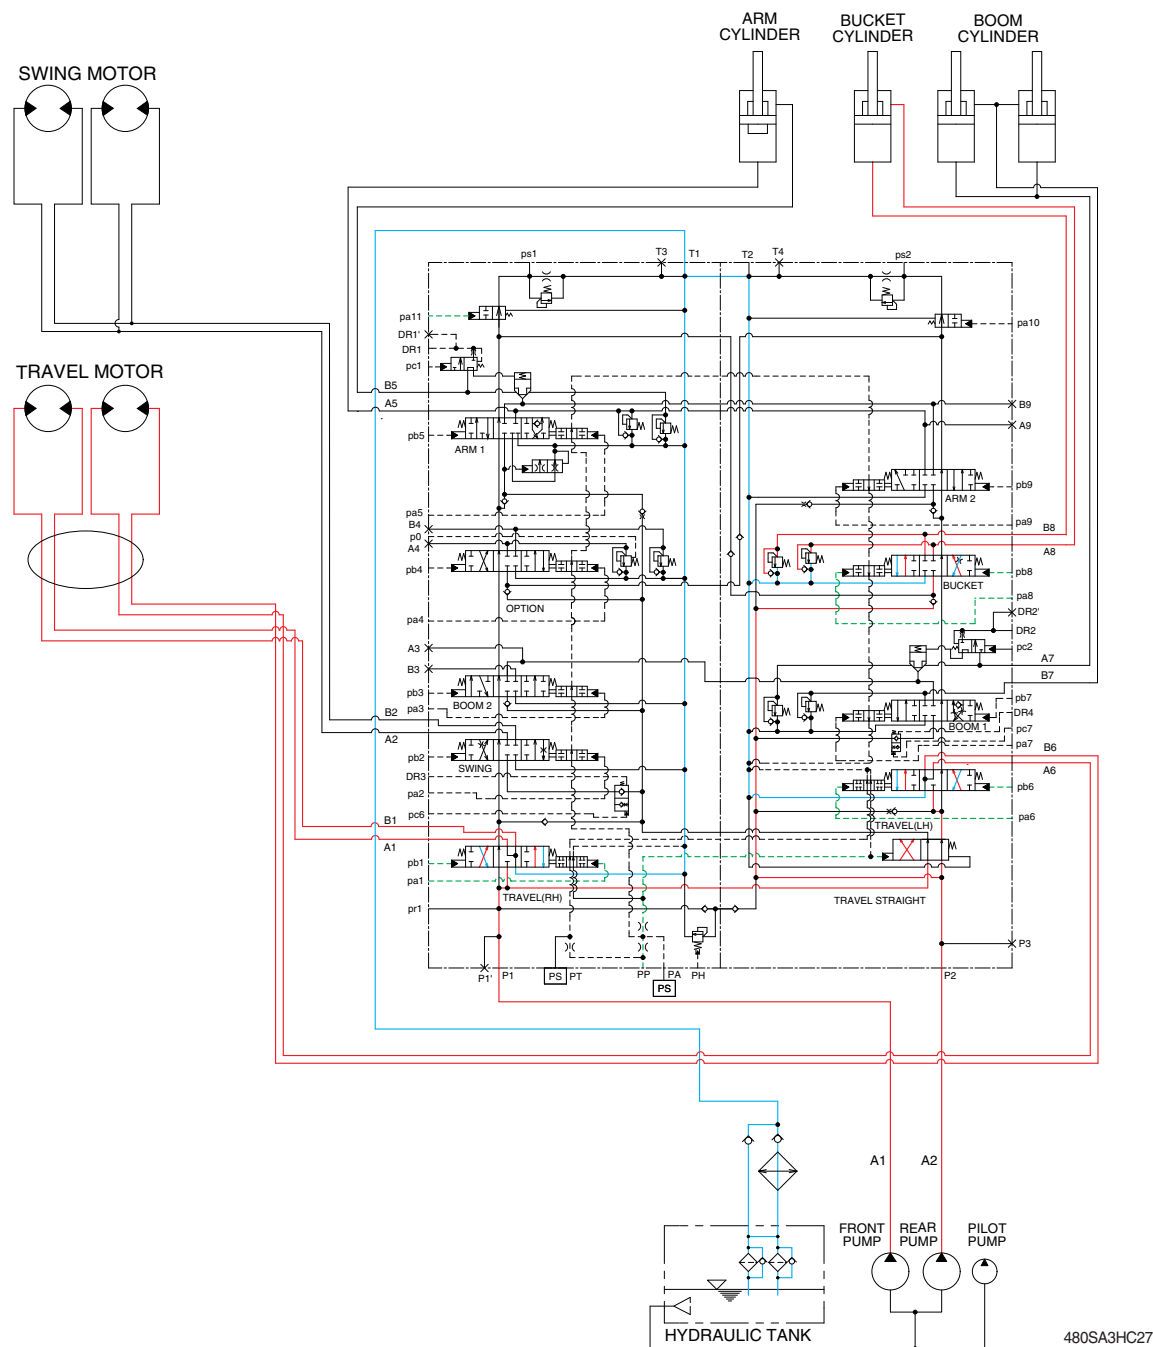 ARM
CYLINDER
BUCKET
CYLINDER
BOOM
CYLINDER
SWING MOTOR
TRAVEL MOTOR
ps1
T3
T1
T2
T4
ps2
pa11
pa10
DR1'
DR1
pc1
B5
A5
B9
A9
pb5
ARM 1
ARM 2
pb9
pa5
pa9
B4
p0
A4
B8
A8
pb4
BUCKET
pb8
OPTION
pa8
pa4
DR2'
DR2
A3
pc2
B3
A7
B7
pb3
BOOM 2
pa3
pb7
DR4
BOOM 1
pc7
B2
A2
pa7
B6
pb2
SWING
A6
DR3
pa2
pb6
pc6
pa6
B1
TRAVEL(LH)
A1
pb1
pa1
TRAVEL(RH)
TRAVEL STRAIGHT
pr1
P3
P1'
P1
PS
PT
PP
PA
PH
P2
PS
A1
A2
FRONT
PUMP
REAR
PUMP
PILOT
PUMP
HYDRAULIC TANK
480SA3HC27